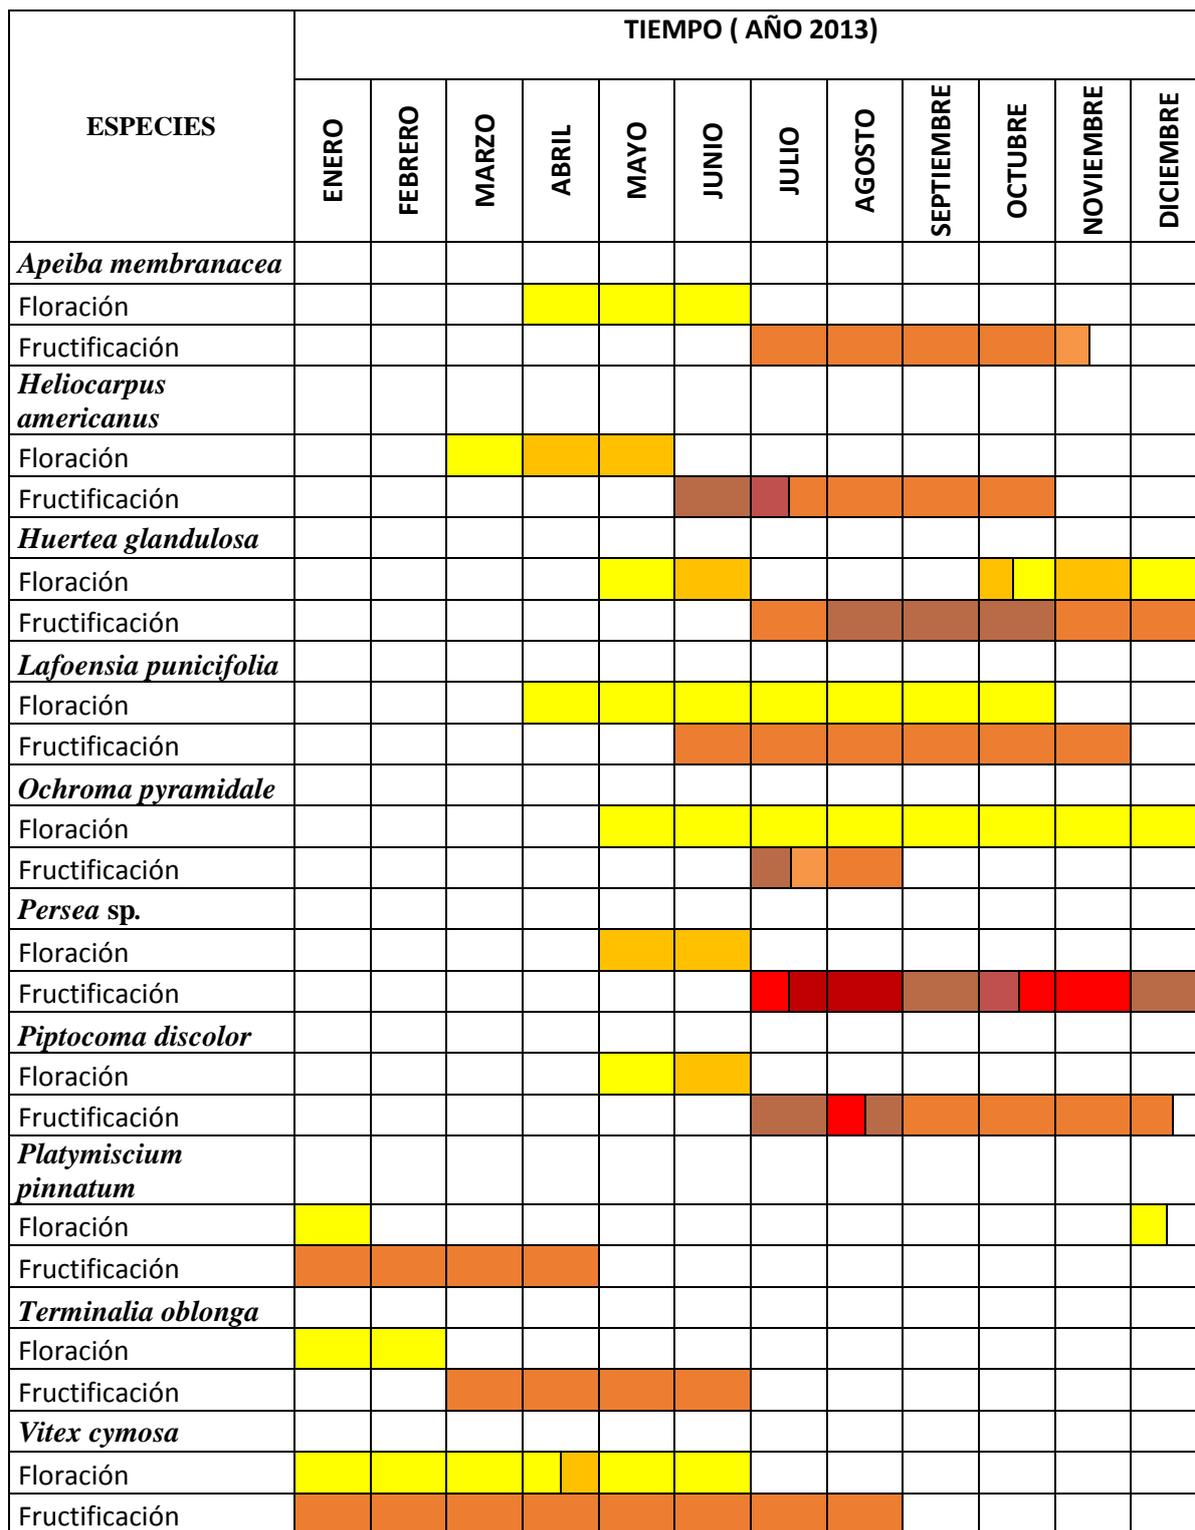 TIEMPO ( AÑO 2013)
ESPECIES
ENERO
FEBRERO
MARZO
ABRIL
MAYO
JUNIO
JULIO
AGOSTO
SEPTIEMBRE
OCTUBRE
NOVIEMBRE
DICIEMBRE
Apeiba membranacea
Floración
Fructificación
Heliocarpus
americanus
Floración
Fructificación
Huertea glandulosa
Floración
Fructificación
Lafoensia punicifolia
Floración
Fructificación
Ochroma pyramidale
Floración
Fructificación
Persea sp.
Floración
Fructificación
Piptocoma discolor
Floración
Fructificación
Platymiscium
pinnatum
Floración
Fructificación
Terminalia oblonga
Floración
Fructificación
Vitex cymosa
Floración
Fructificación